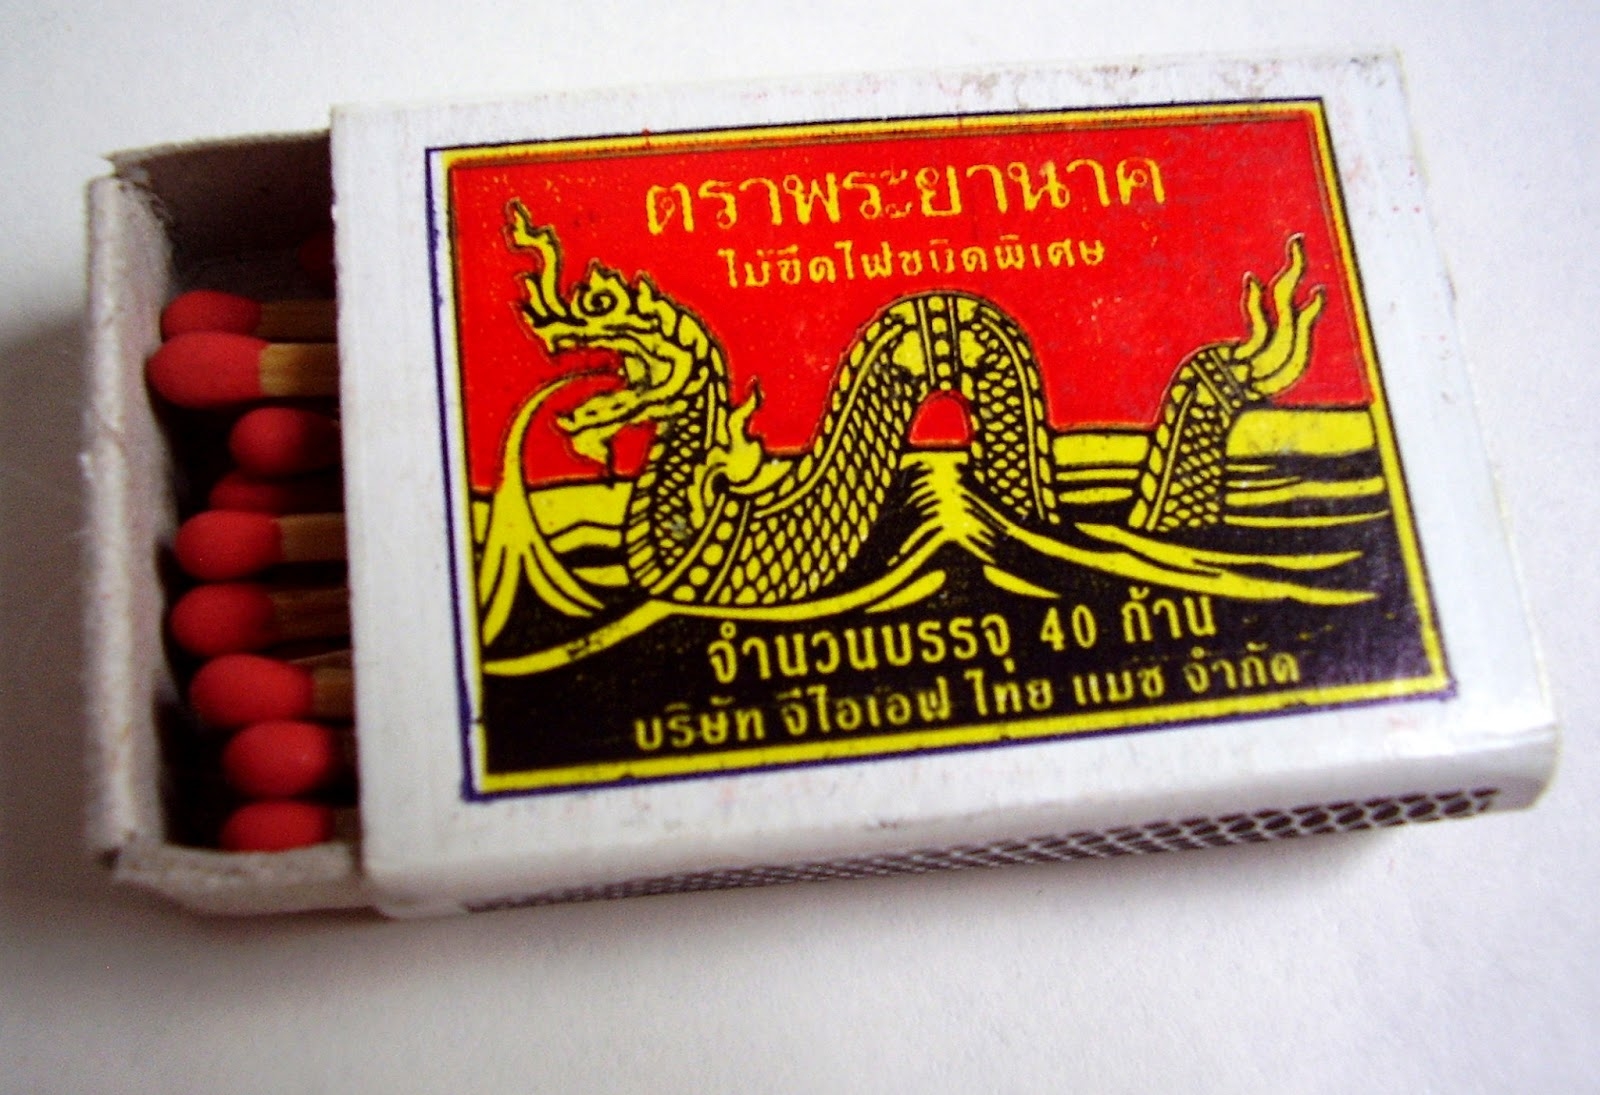 ตราพระยานาค
ไม้ขีดไฟชนิดพิเศษ
จำนวนบรรจุ 40 ก้าน
บริษัท จีไอเอฟ ไทย แมช จำกัด